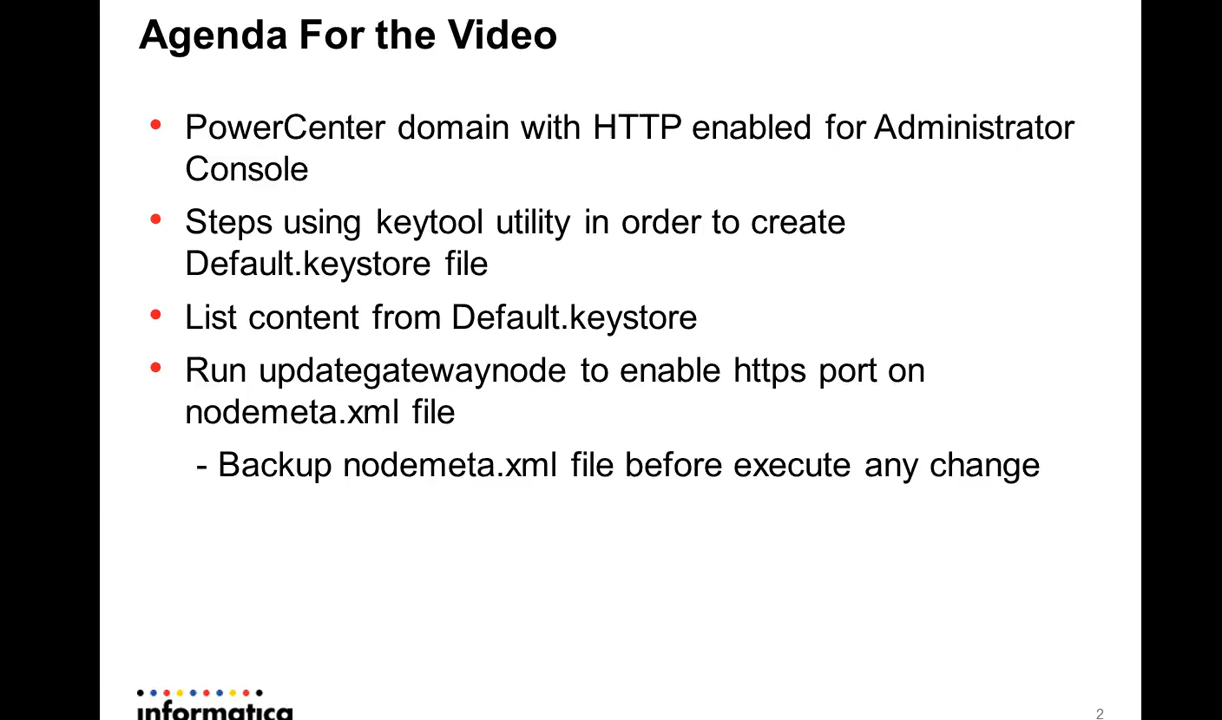 Agenda For the Video
• PowerCenter domain with HTTP enabled for Administrator
Console
• Steps using keytool utility in order to create
Default.keystore file
• List content from Default.keystore
• Run updategatewaynode to enable https port on
nodemeta.xml file
- Backup nodemeta.xml file before execute any change
informatica
2